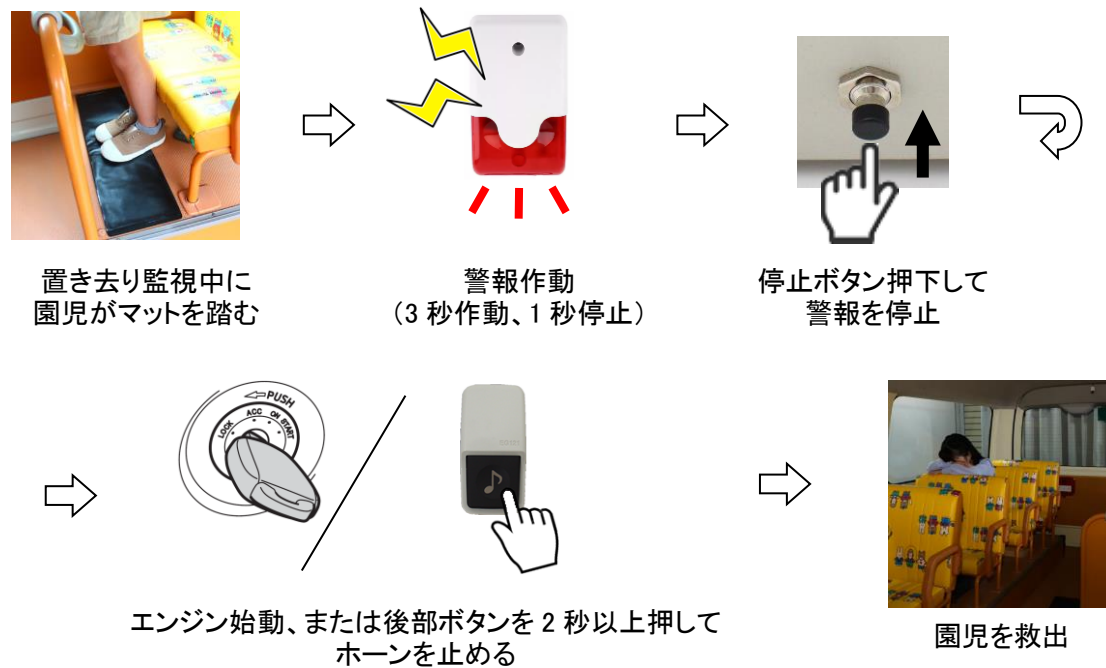 置き去り監視中に
園児がマットを踏む
警報作動
（3 秒作動、1 秒停止）
停止ボタン押下して
警報を停止
PUSH
LOCK ACC ON START
エンジン始動、または後部ボタンを 2 秒以上押して
ホーンを止める
園児を救出